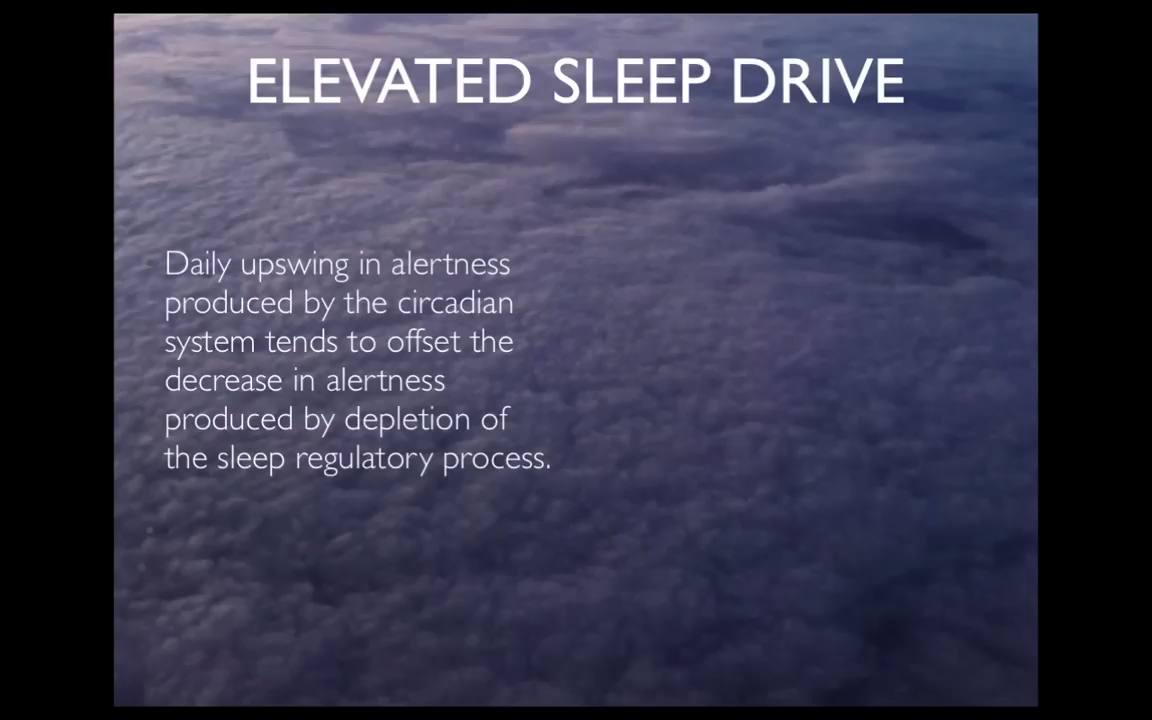 ELEVATED SLEEP DRIVE
Daily upswing in alertness
produced by the circadian
system tends to offset the
decrease in alertness
produced by depletion of
the sleep regulatory process.